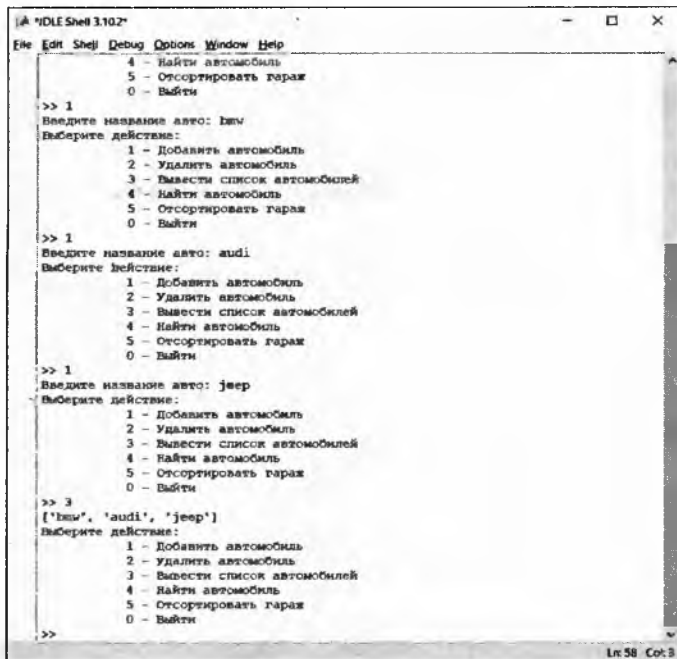 *IDLE Shell 3.10.2*
File Edit Shell Debug Options Window Help
4 - Найти автомобиль
5 - Отсортировать гараж
0 - Выйти
>> 1
Введите название авто: bmw
Выберите действие:
1 - Добавить автомобиль
2 - Удалить автомобиль
3 - Вывести список автомобилей
4 - Найти автомобиль
5 - Отсортировать гараж
0 - Выйти
>> 1
Введите название авто: audi
Выберите действие:
1 - Добавить автомобиль
2 - Удалить автомобиль
3 - Вывести список автомобилей
4 - Найти автомобиль
5 - Отсортировать гараж
0 - Выйти
>> 1
Введите название авто: jeep
Выберите действие:
1 - Добавить автомобиль
2 - Удалить автомобиль
3 - Вывести список автомобилей
4 - Найти автомобиль
5 - Отсортировать гараж
0 - Выйти
>> 3
['bmw', 'audi', 'jeep']
Выберите действие:
1 - Добавить автомобиль
2 - Удалить автомобиль
3 - Вывести список автомобилей
4 - Найти автомобиль
5 - Отсортировать гараж
0 - Выйти
>>
Ln: 58 Col: 3